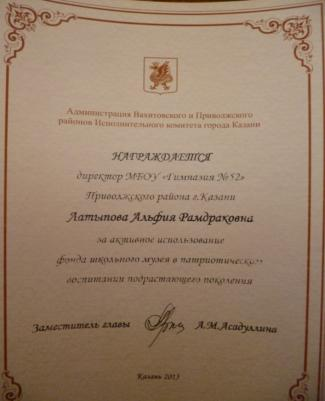 Администрация Вахитовского и Приволжского
районов Исполнительного комитета города Казани
НАГРАЖДАЕТСЯ
директор МБОУ «Гимназия №52»
Приволжского района г.Казани
Латыпова Альфия Рамдраковна
за активное использование
фонда школьного музея в патриотическом
воспитании подрастающего поколения
Заместитель главы А.М.Асадуллина
Казань 2013